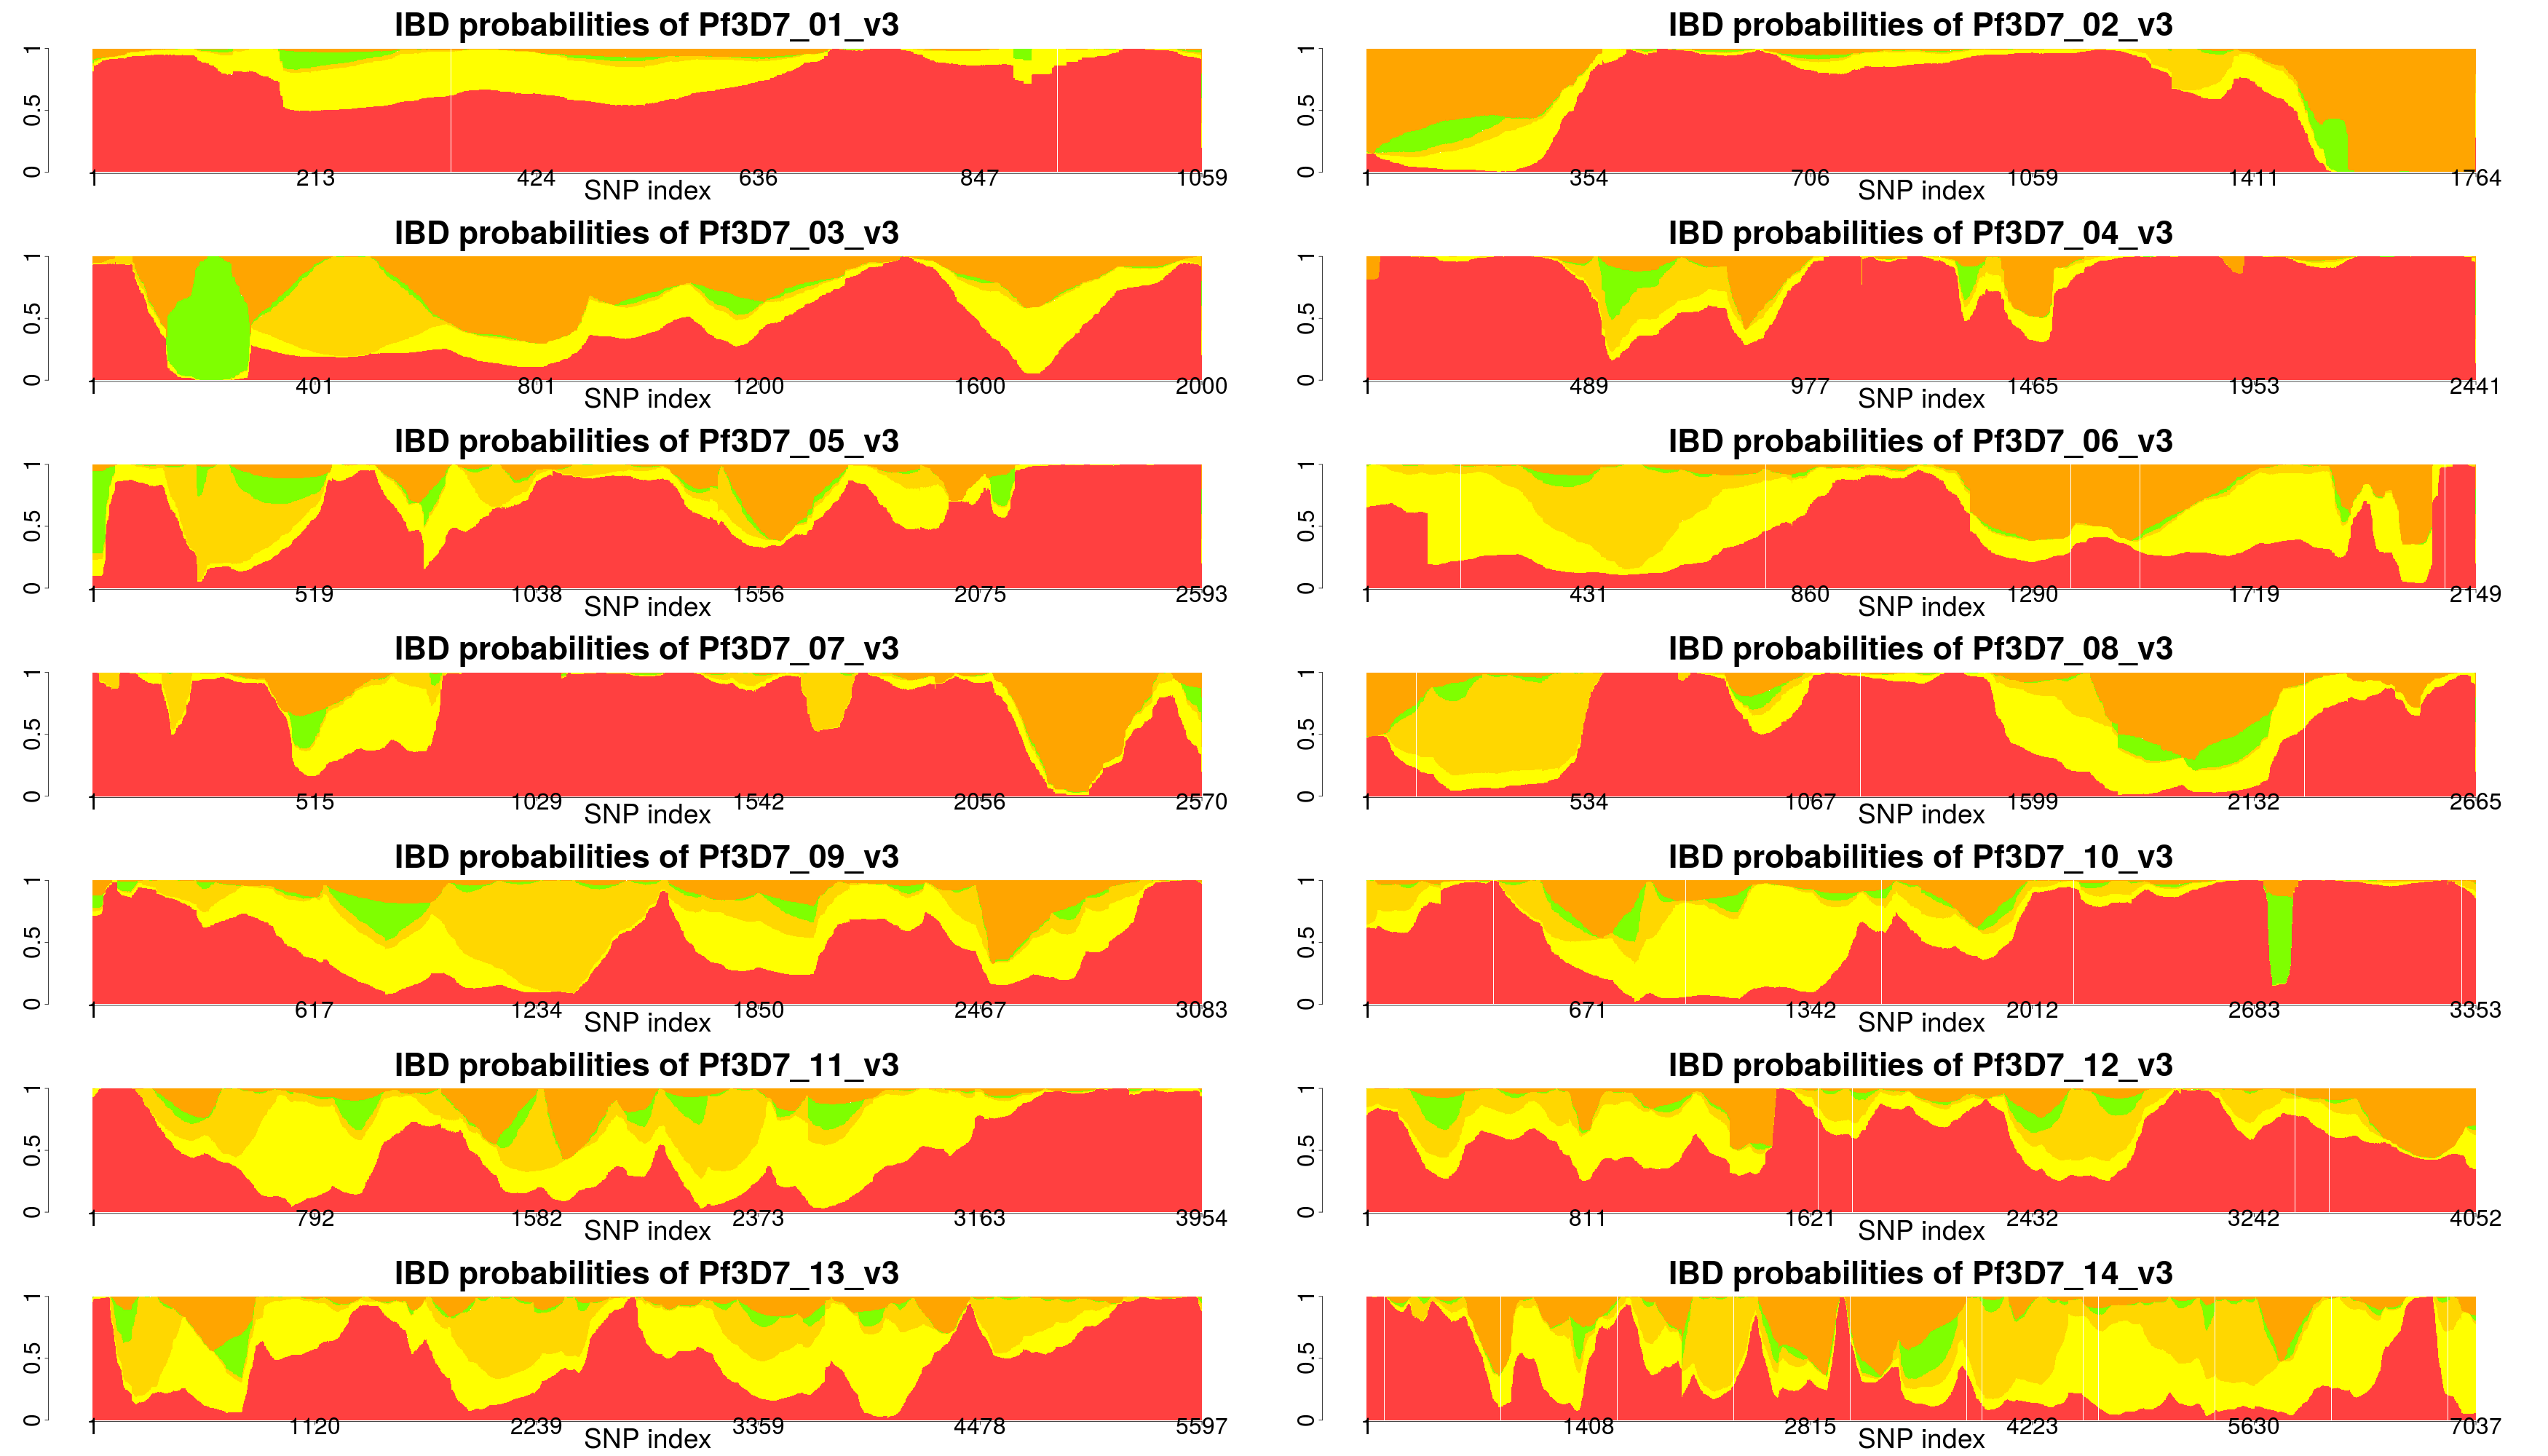 IBD probabilities of Pf3D7_01_v3
0 0.5 1
1 213 424 636 847 1059
SNP index
IBD probabilities of Pf3D7_02_v3
0 0.5 1
1 354 706 1059 1411 1764
SNP index
IBD probabilities of Pf3D7_03_v3
0 0.5 1
1 401 801 1200 1600 2000
SNP index
IBD probabilities of Pf3D7_04_v3
0 0.5 1
1 489 977 1465 1953 2441
SNP index
IBD probabilities of Pf3D7_05_v3
0 0.5 1
1 519 1038 1556 2075 2593
SNP index
IBD probabilities of Pf3D7_06_v3
0 0.5 1
1 431 860 1290 1719 2149
SNP index
IBD probabilities of Pf3D7_07_v3
0 0.5 1
1 515 1029 1542 2056 2570
SNP index
IBD probabilities of Pf3D7_08_v3
0 0.5 1
1 534 1067 1599 2132 2665
SNP index
IBD probabilities of Pf3D7_09_v3
0 0.5 1
1 617 1234 1850 2467 3083
SNP index
IBD probabilities of Pf3D7_10_v3
0 0.5 1
1 671 1342 2012 2683 3353
SNP index
IBD probabilities of Pf3D7_11_v3
0 0.5 1
1 792 1582 2373 3163 3954
SNP index
IBD probabilities of Pf3D7_12_v3
0 0.5 1
1 811 1621 2432 3242 4052
SNP index
IBD probabilities of Pf3D7_13_v3
0 0.5 1
1 1120 2239 3359 4478 5597
SNP index
IBD probabilities of Pf3D7_14_v3
0 0.5 1
1 1408 2815 4223 5630 7037
SNP index